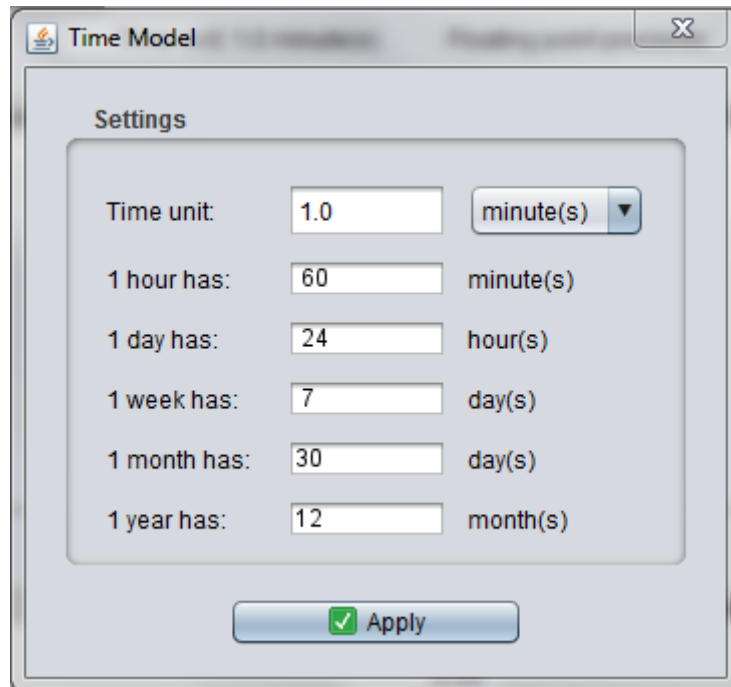 Time Model
Settings
Time unit: 1.0 minute(s)
1 hour has: 60 minute(s)
1 day has: 24 hour(s)
1 week has: 7 day(s)
1 month has: 30 day(s)
1 year has: 12 month(s)
Apply